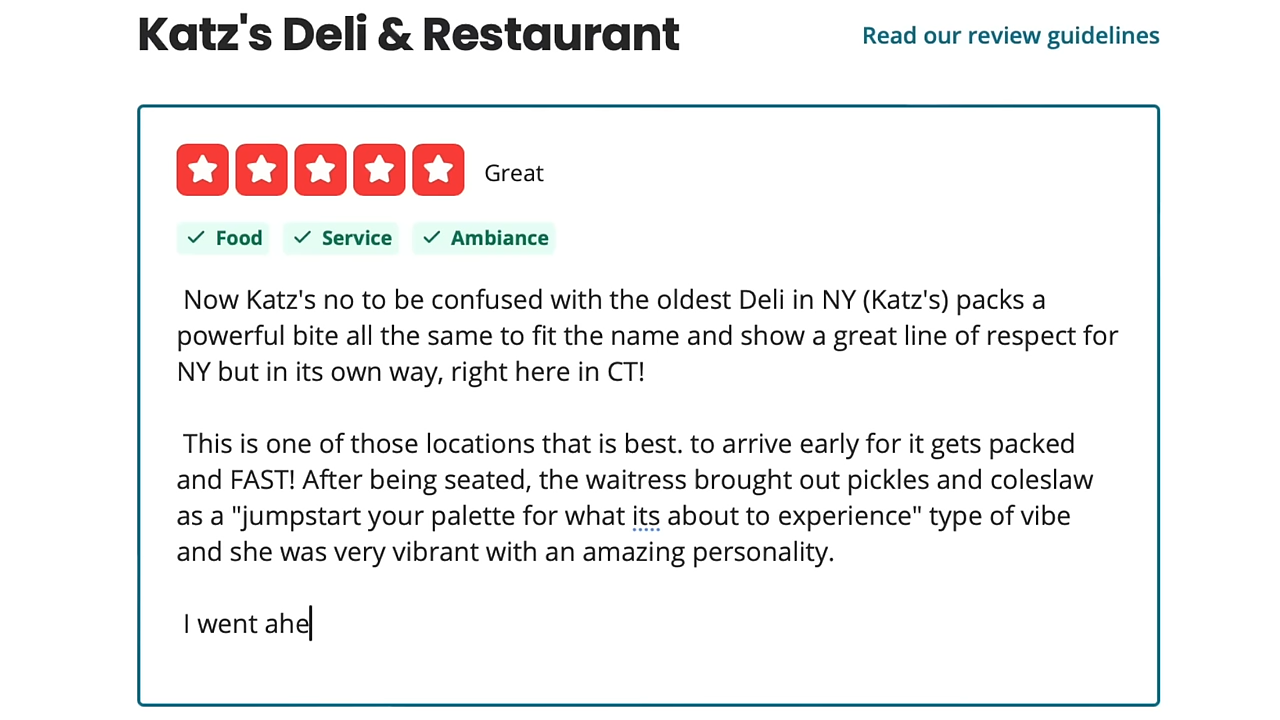 Katz's Deli & Restaurant
Read our review guidelines
Great
Food Service Ambiance
Now Katz's no to be confused with the oldest Deli in NY (Katz's) packs a
powerful bite all the same to fit the name and show a great line of respect for
NY but in its own way, right here in CT!
This is one of those locations that is best. to arrive early for it gets packed
and FAST! After being seated, the waitress brought out pickles and coleslaw
as a "jumpstart your palette for what its about to experience" type of vibe
and she was very vibrant with an amazing personality.
I went ahe